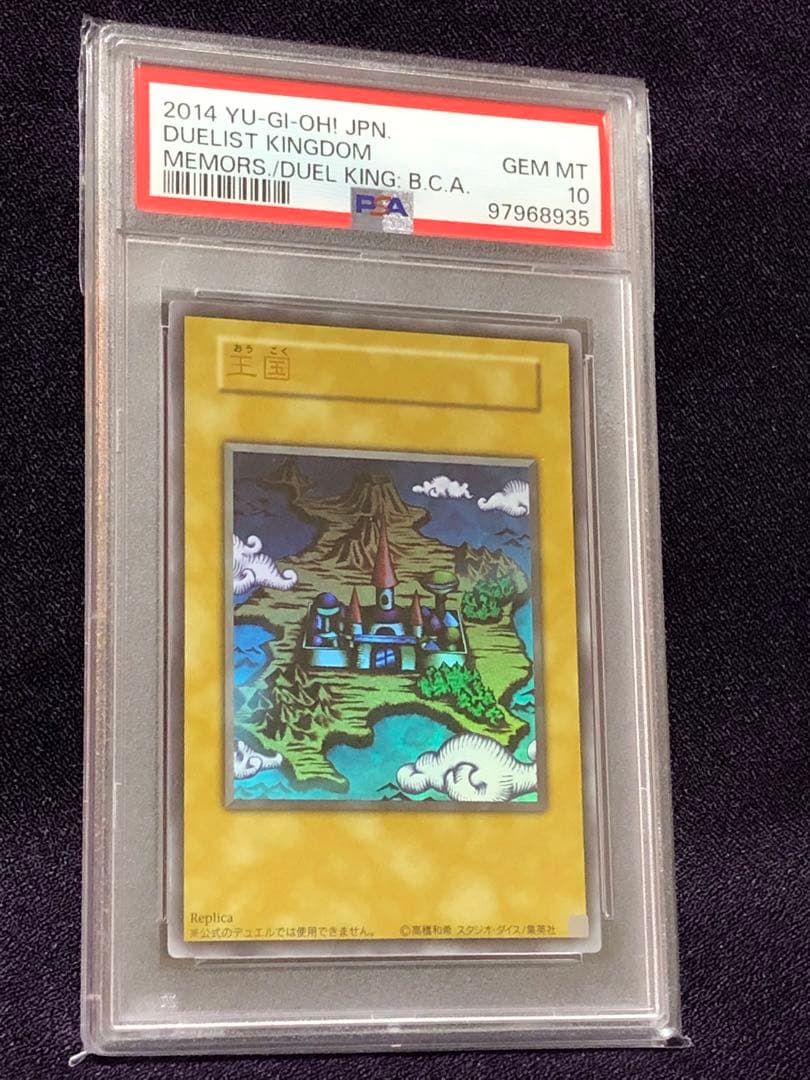 2014 YU-GI-OH! JPN.
DUELIST KINGDOM
MEMORS./DUEL KING: B.C.A.
GEM MT
10
97968935
PSA
おう ごく
王国
Replica
※公式のデュエルでは使用できません。 ©高橋和希 スタジオ・ダイス/集英社